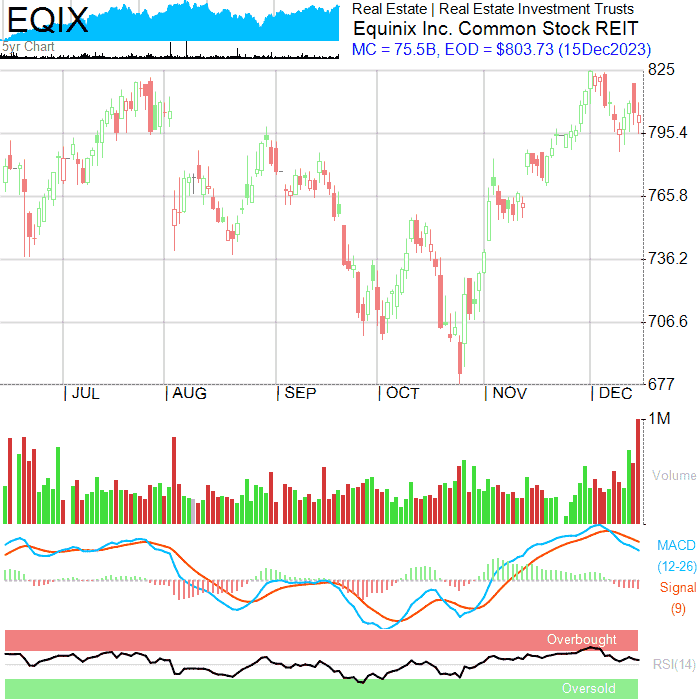 EQIX
5yr Chart
Real Estate | Real Estate Investment Trusts
Equinix Inc. Common Stock REIT
MC = 75.5B, EOD = $803.73 (15Dec2023)
825
795.4
765.8
736.2
706.6
677
| JUL | AUG | SEP | OCT | NOV | DEC
1M
Volume
MACD
(12-26)
Signal
(9)
Overbought
RSI(14)
Oversold